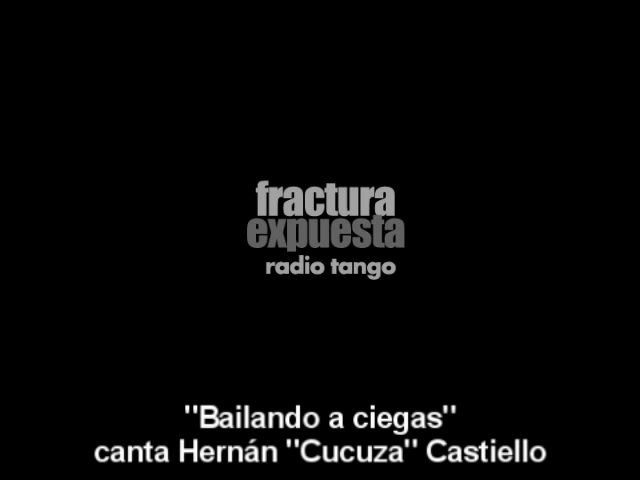 fractura
expuesta
radio tango
"Bailando a ciegas"
canta Hernán "Cucuza" Castiello